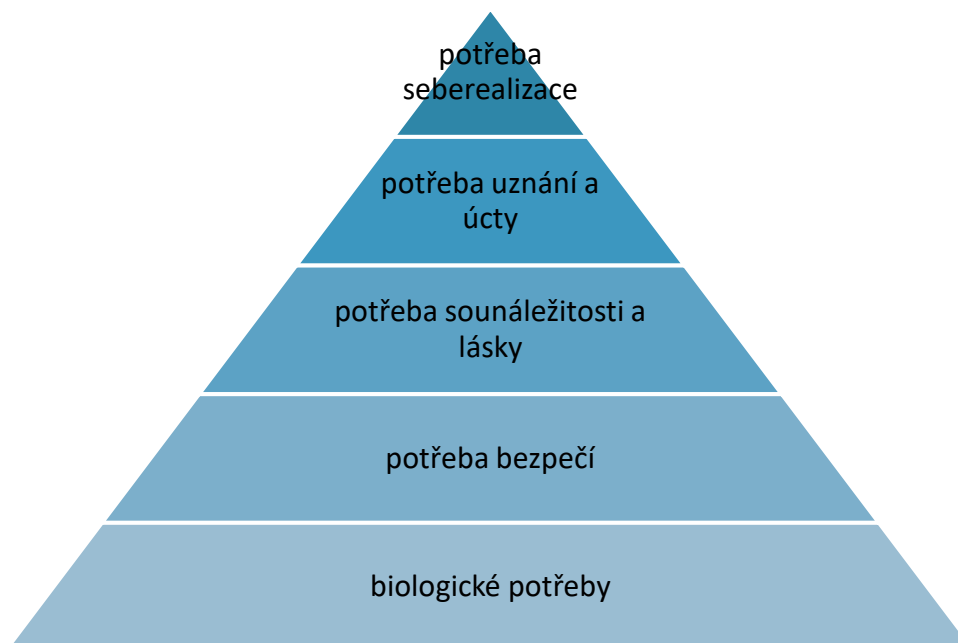 potřeba
seberealizace
potřeba uznání a
úcty
potřeba sounáležitosti a
lásky
potřeba bezpečí
biologické potřeby